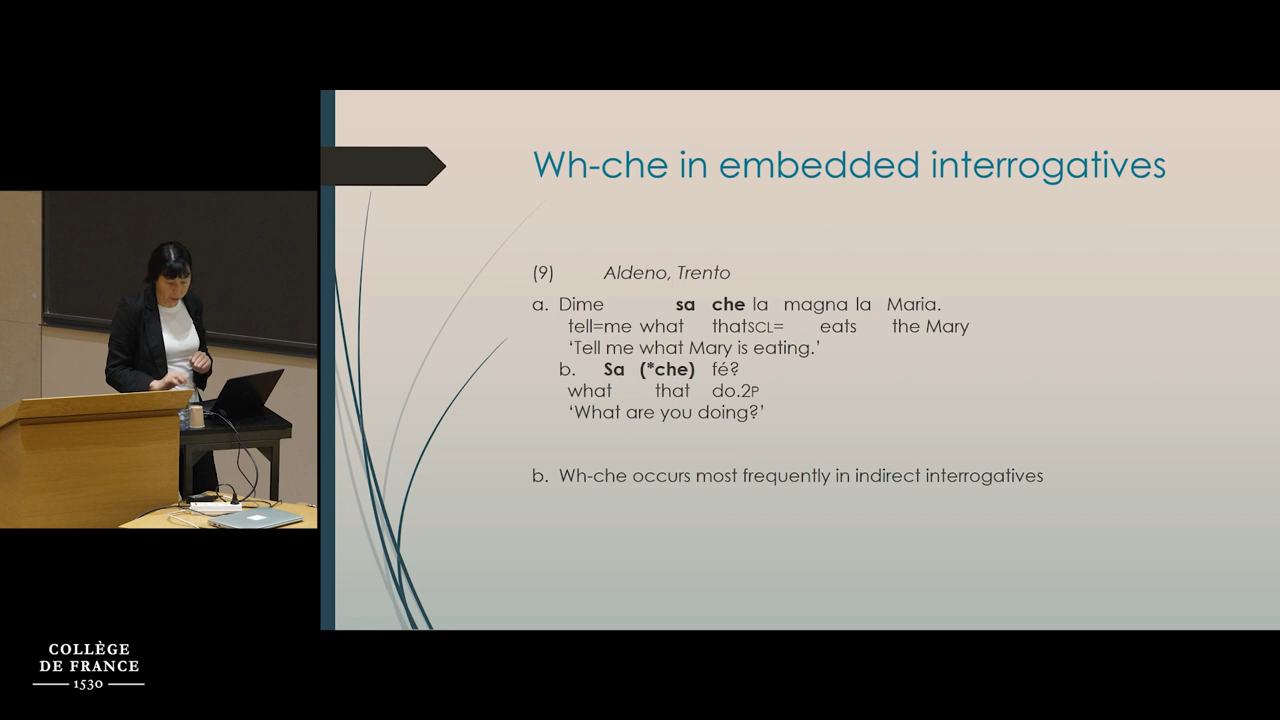 Wh-che in embedded interrogatives
(9) Aldeno, Trento
a. Dime sa che la magna la Maria.
tell=me what thatSCL= eats the Mary
‘Tell me what Mary is eating.’
b. Sa (*che) fé?
what that do.2P
‘What are you doing?’
b. Wh-che occurs most frequently in indirect interrogatives
COLLÈGE
DE FRANCE
1530